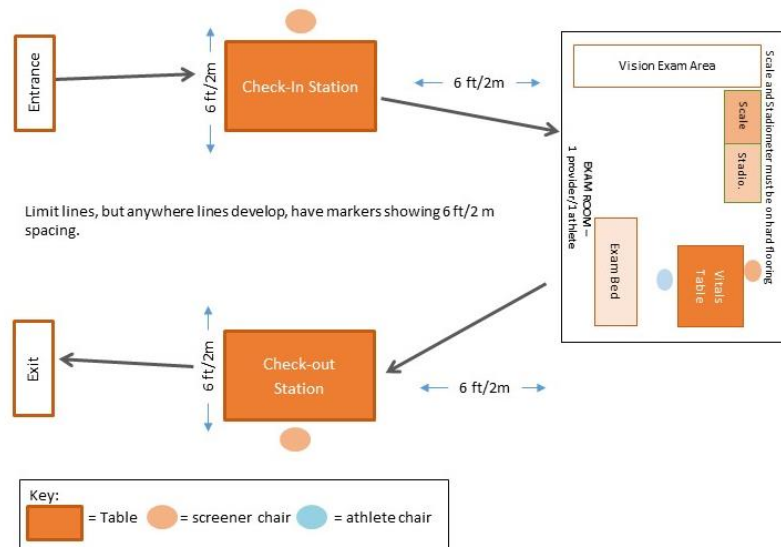 Entrance
6 ft/2m
Check-In Station
6 ft/2m
Vision Exam Area
Scale
Stadio.
Scale and Stadiometer must be on hard flooring
EXAM ROOM –
1 provider/1 athlete
Exam Bed
Vitals
Table
Limit lines, but anywhere lines develop, have markers showing 6 ft/2 m
spacing.
Exit
6 ft/2m
Check-out
Station
6 ft/2m
Key:
= Table
= screener chair
= athlete chair